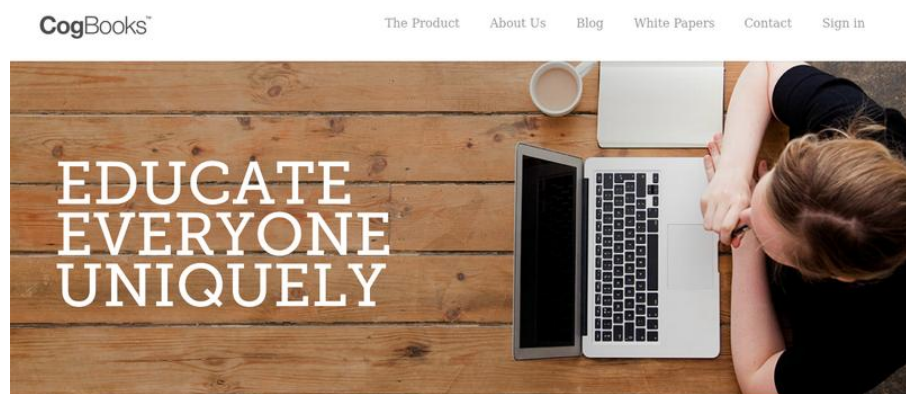 CogBooks™
The Product About Us Blog White Papers Contact Sign in
EDUCATE
EVERYONE
UNIQUELY